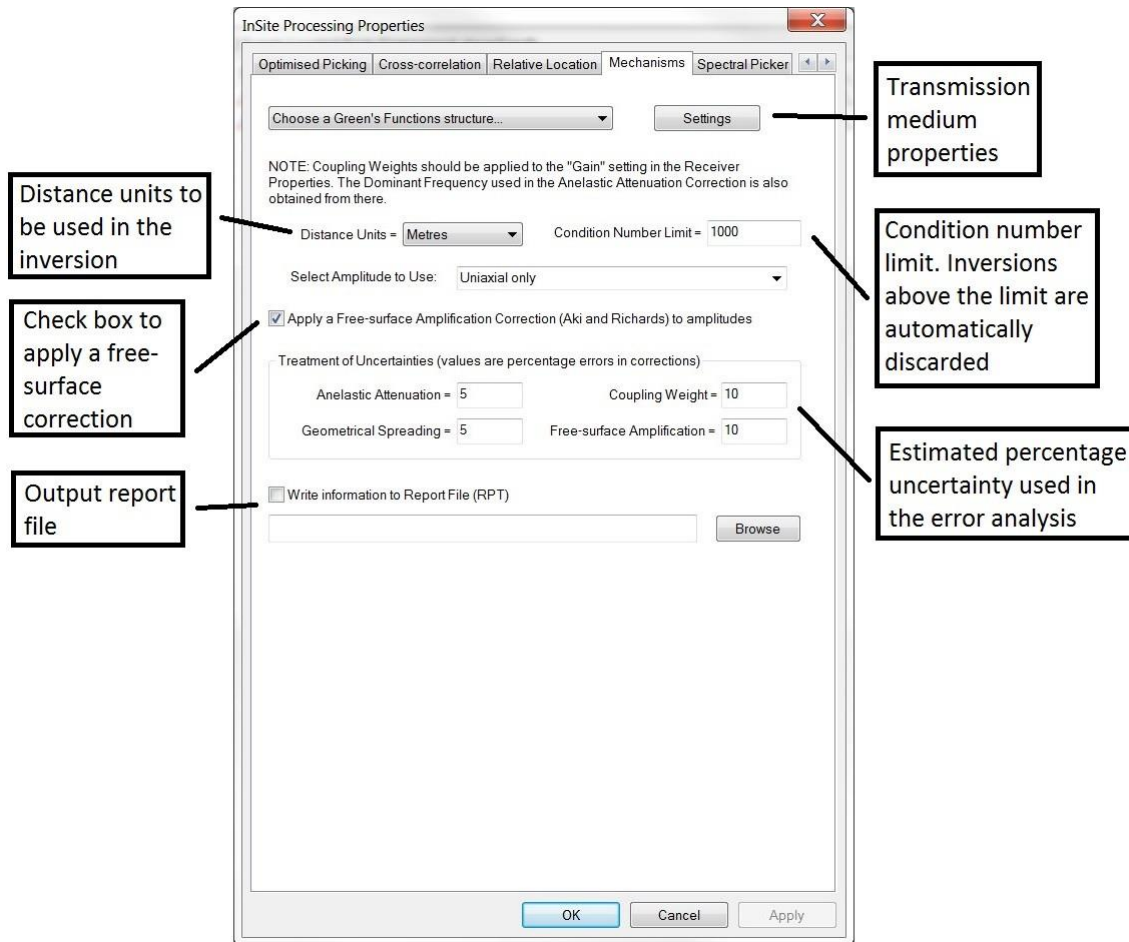 InSite Processing Properties
Optimised Picking
Cross-correlation
Relative Location
Mechanisms
Spectral Picker
Choose a Green's Functions structure...
Settings
Transmission
medium
properties
NOTE: Coupling Weights should be applied to the "Gain" setting in the Receiver
Properties. The Dominant Frequency used in the Anelastic Attenuation Correction is also
obtained from there.
Distance units to
be used in the
inversion
Distance Units = Metres
Condition Number Limit = 1000
Condition number
limit. Inversions
above the limit are
automatically
discarded
Select Amplitude to Use: Uniaxial only
Check box to
apply a free-
surface
correction
Apply a Free-surface Amplification Correction (Aki and Richards) to amplitudes
Treatment of Uncertainties (values are percentage errors in corrections)
Anelastic Attenuation = 5
Coupling Weight = 10
Geometrical Spreading = 5
Free-surface Amplification = 10
Estimated percentage
uncertainty used in
the error analysis
Output report
file
Write information to Report File (RPT)
Browse
OK
Cancel
Apply